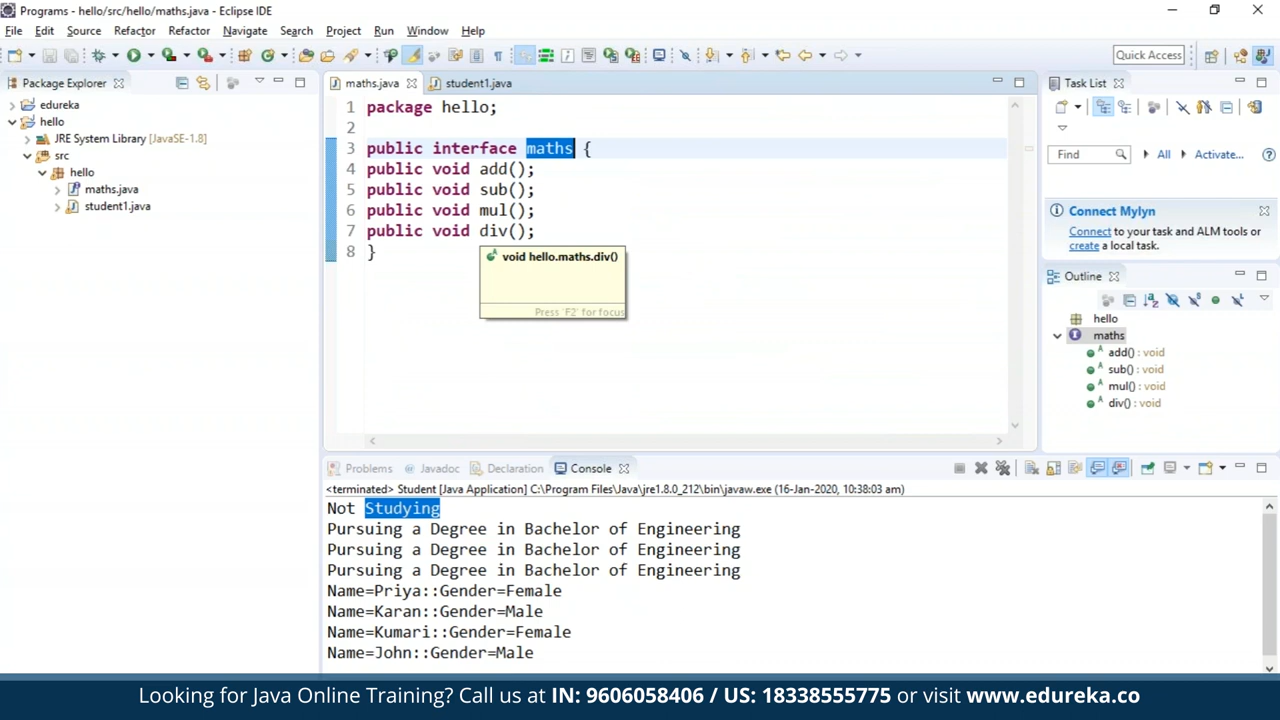 Programs - hello/src/hello/maths.java - Eclipse IDE
File Edit Source Refactor Refactor Navigate Search Project Run Window Help
Quick Access
Package Explorer
edureka
hello
JRE System Library [JavaSE-1.8]
src
hello
maths.java
student1.java
maths.java student1.java
1 package hello;
2
3 public interface maths {
4 public void add();
5 public void sub();
6 public void mul();
7 public void div();
8 }
void hello.maths.div()
Press 'F2' for focus
Task List
Find All Activate...
Connect Mylyn
Connect to your task and ALM tools or
create a local task.
Outline
hello
maths
add() : void
sub() : void
mul() : void
div() : void
Problems Javadoc Declaration Console
<terminated> Student [Java Application] C:\Program Files\Java\jre1.8.0_212\bin\javaw.exe (16-Jan-2020, 10:38:03 am)
Not Studying
Pursuing a Degree in Bachelor of Engineering
Pursuing a Degree in Bachelor of Engineering
Pursuing a Degree in Bachelor of Engineering
Name=Priya::Gender=Female
Name=Karan::Gender=Male
Name=Kumari::Gender=Female
Name=John::Gender=Male
Looking for Java Online Training? Call us at IN: 9606058406 / US: 18338555775 or visit www.edureka.co